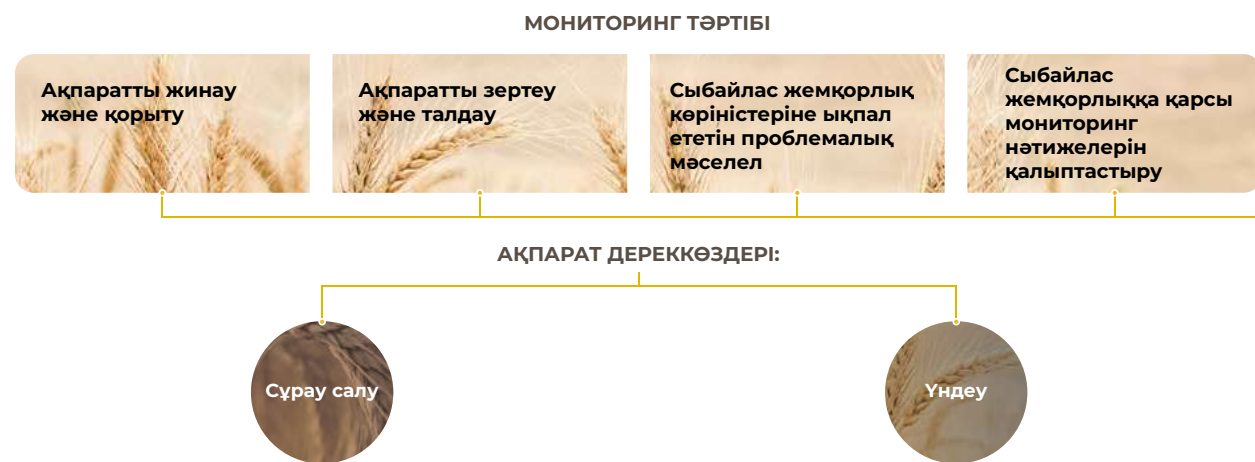 МОНИТОРИНГ ТӘРТІБІ
Ақпаратты жинау
және қорыту
Ақпаратты зертеу
және талдау
Сыбайлас жемқорлық
көріністеріне ықпал
ететін проблемалық
мәселел
Сыбайлас
жемқорлыққа қарсы
мониторинг
нәтижелерін
қалыптастыру
АҚПАРАТ ДЕРЕККӨЗДЕРІ:
Сұрау салу
Үндеу